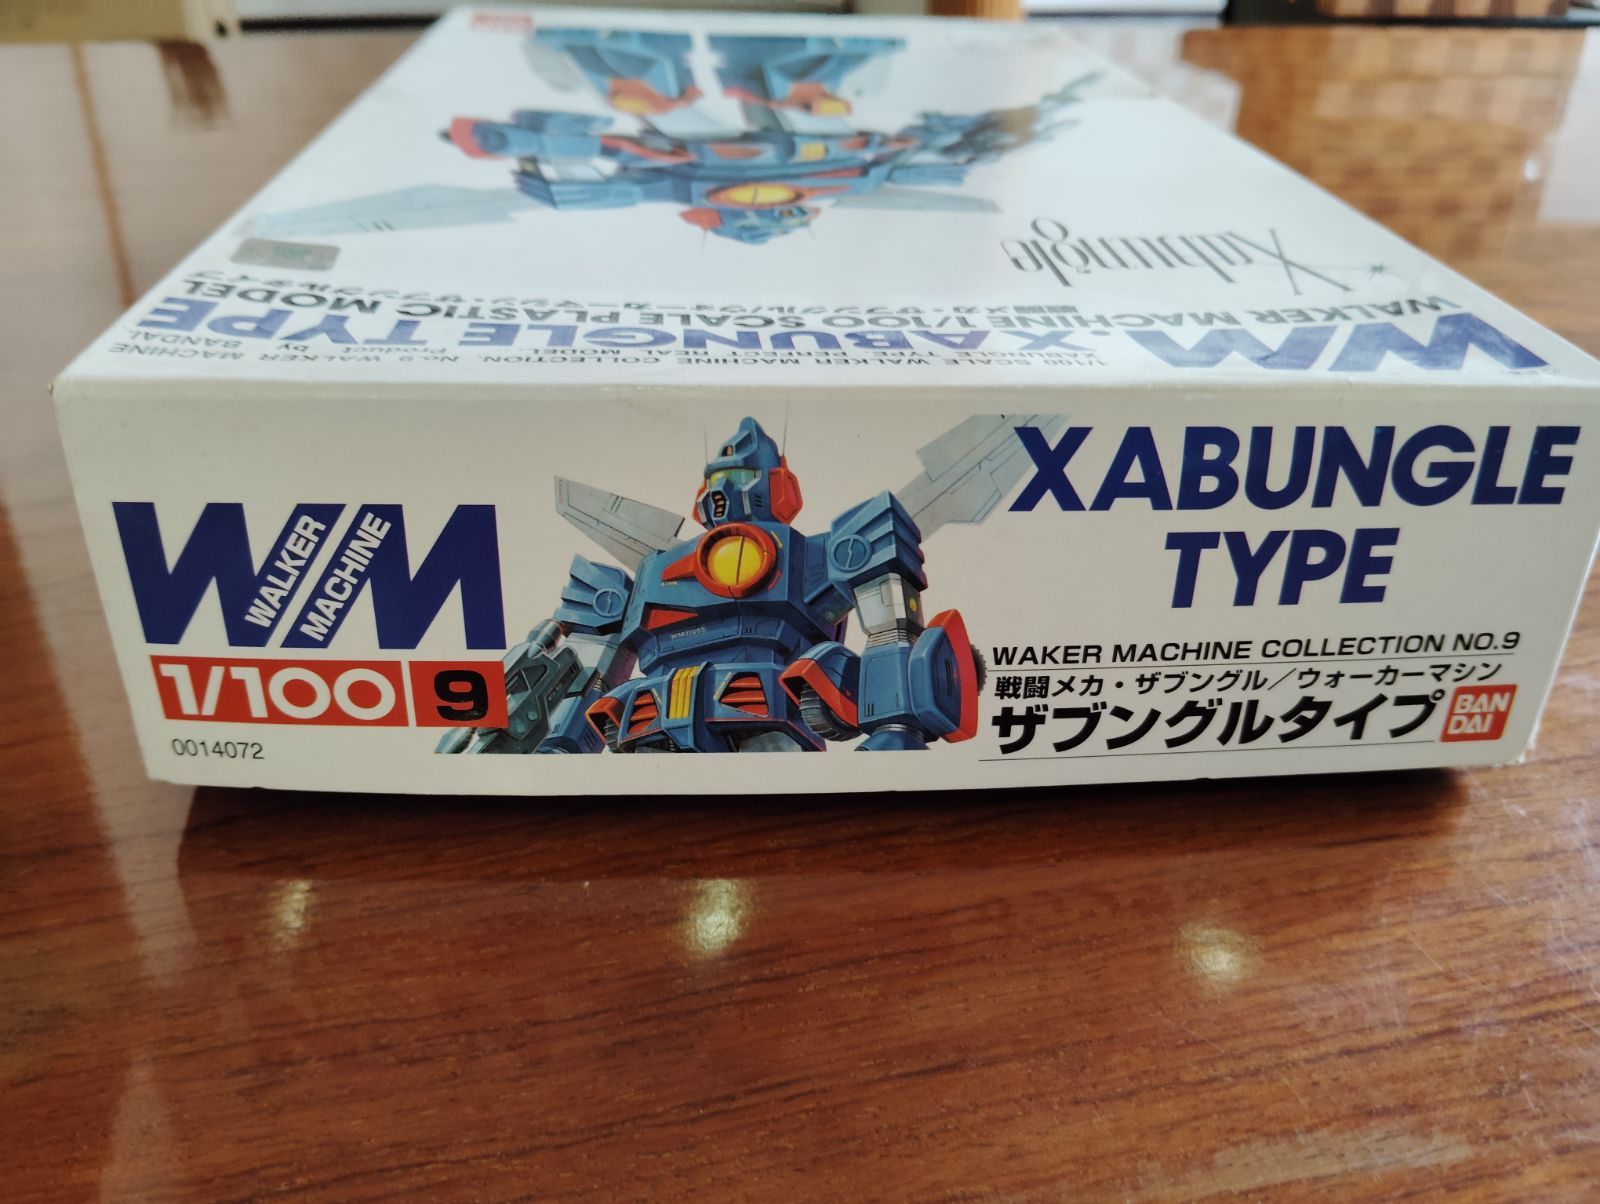 Xabungle
WALKER MACHINE 1/100 SCALE PLASTIC MODEL
WM XABUNGLE TYPE
1/100 SCALE WALKER MACHINE COLLECTION. NO.9 WALKER MACHINE
XABUNGLE TYPE PERFECT REAL MODEL. Product by BANDAI
WM
WALKER
MACHINE
1/100 9
0014072
XABUNGLE
TYPE
WAKER MACHINE COLLECTION NO.9
戦闘メカ・ザブングル/ウォーカーマシン
ザブングルタイプ
BAN
DAI